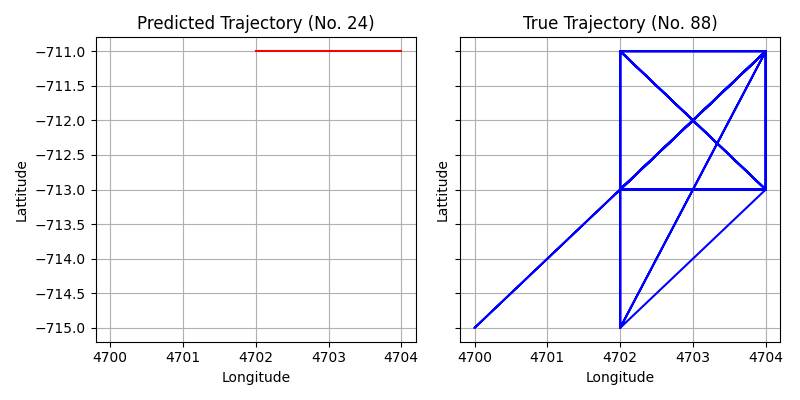 Predicted Trajectory (No. 24)
True Trajectory (No. 88)
−711.0
−711.5
−712.0
−712.5
−713.0
−713.5
−714.0
−714.5
−715.0
Lattitude
Lattitude
4700 4701 4702 4703 4704
4700 4701 4702 4703 4704
Longitude
Longitude